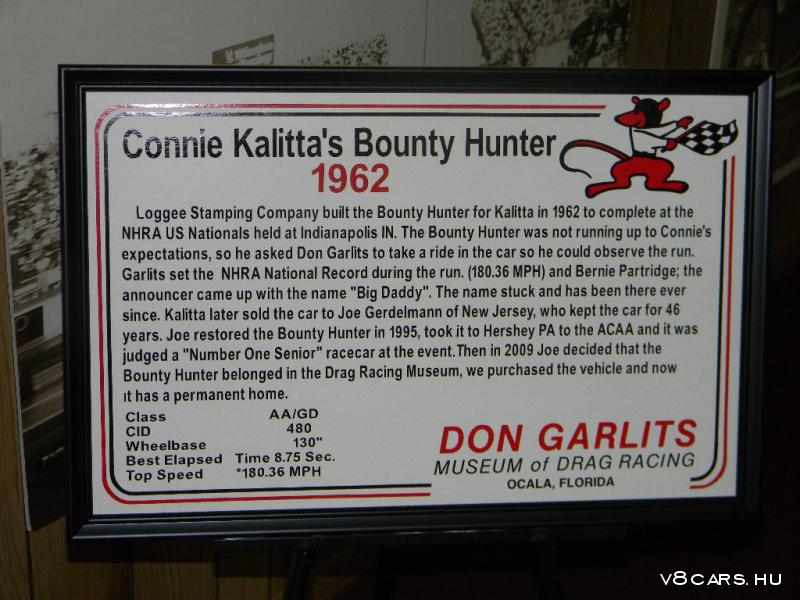 Connie Kalitta's Bounty Hunter
1962
Loggee Stamping Company built the Bounty Hunter for Kalitta in 1962 to complete at the
NHRA US Nationals held at Indianapolis IN. The Bounty Hunter was not running up to Connie's
expectations, so he asked Don Garlits to take a ride in the car so he could observe the run.
Garlits set the NHRA National Record during the run. (180.36 MPH) and Bernie Partridge; the
announcer came up with the name "Big Daddy". The name stuck and has been there ever
since. Kalitta later sold the car to Joe Gerdelmann of New Jersey, who kept the car for 46
years. Joe restored the Bounty Hunter in 1995, took it to Hershey PA to the ACAA and it was
judged a "Number One Senior" racecar at the event.Then in 2009 Joe decided that the
Bounty Hunter belonged in the Drag Racing Museum, we purchased the vehicle and now
it has a permanent home.
Class AA/GD
CID 480
Wheelbase 130"
Best Elapsed Time 8.75 Sec.
Top Speed *180.36 MPH
DON GARLITS
MUSEUM of DRAG RACING
OCALA, FLORIDA
V8CARS.HU